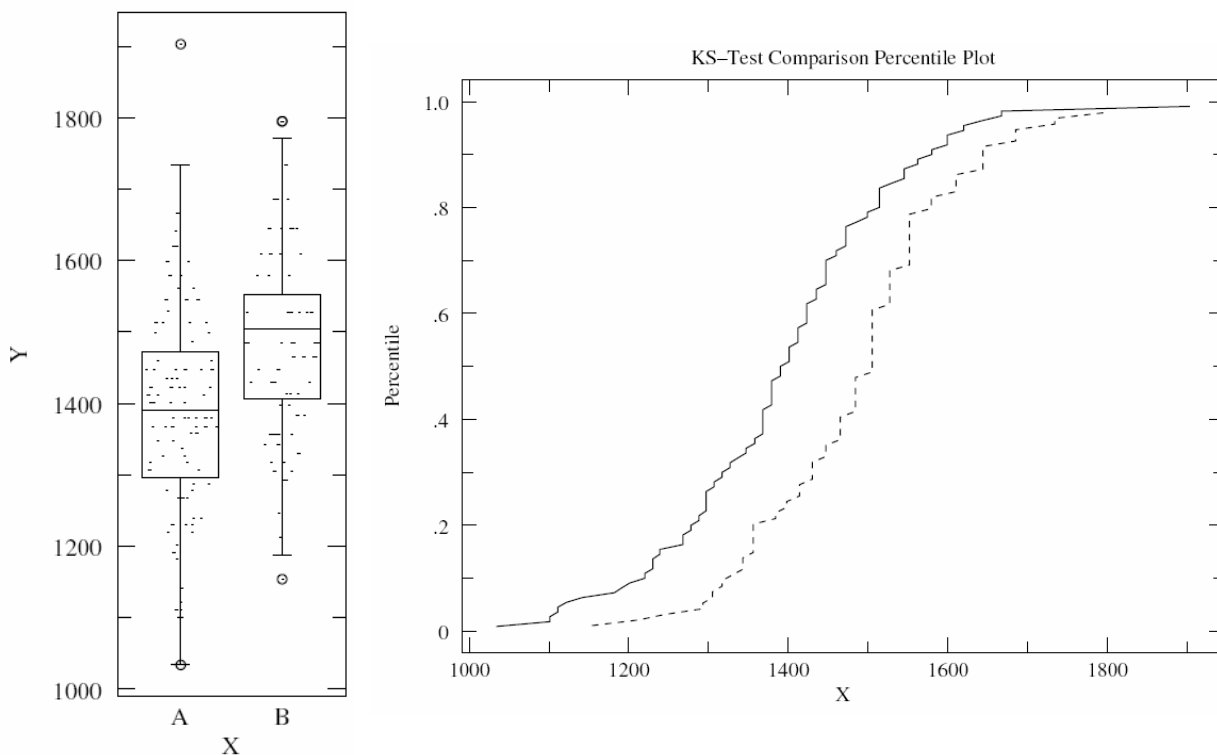 1800
1600
1400
1200
1000
Y
A B
X
KS–Test Comparison Percentile Plot
1.0
.8
.6
.4
.2
0
Percentile
1000 1200 1400 1600 1800
X